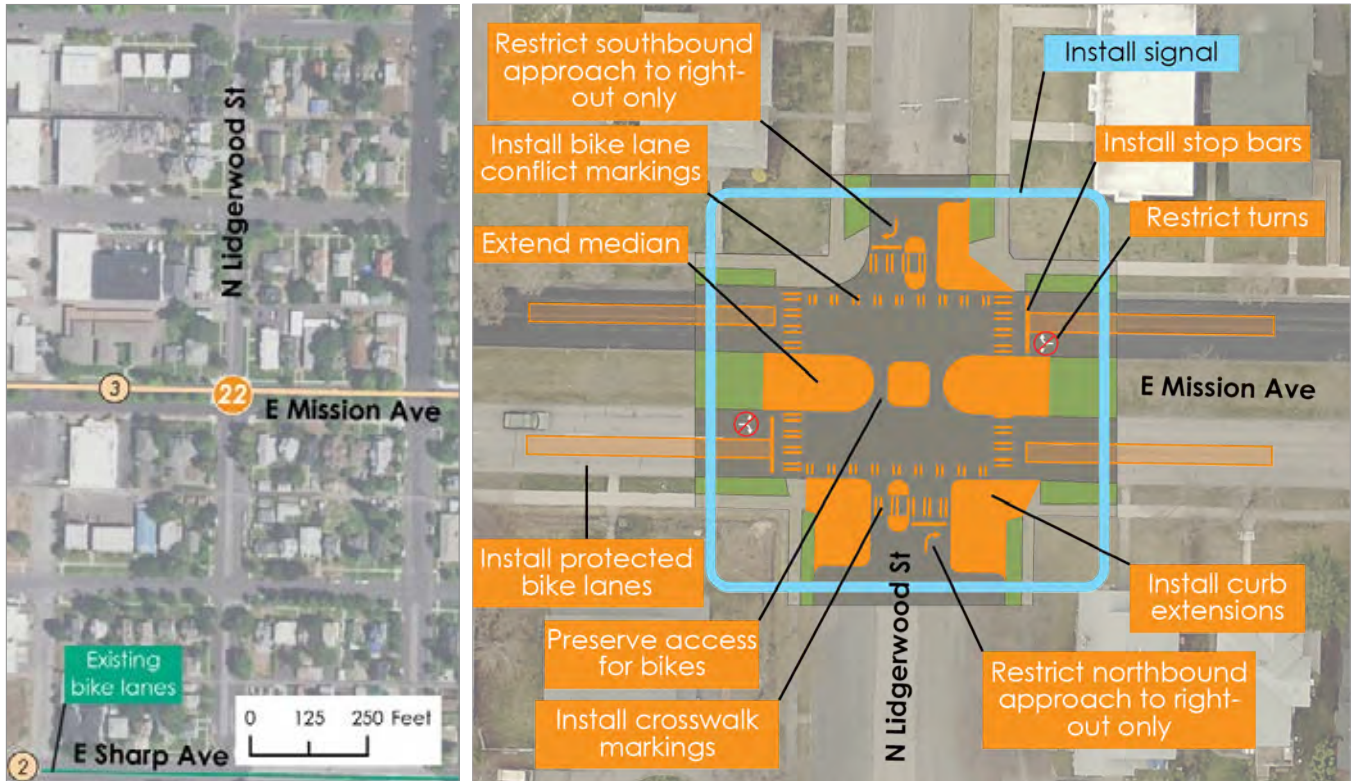 N Lidgerwood St
3
22
E Mission Ave
Existing
bike lanes
0 125 250 Feet
E Sharp Ave
2
Restrict southbound
approach to right-
out only
Install signal
Install bike lane
conflict markings
Install stop bars
Extend median
Restrict turns
E Mission Ave
Install protected
bike lanes
Install curb
extensions
Preserve access
for bikes
N Lidgerwood St
Restrict northbound
approach to right-
out only
Install crosswalk
markings